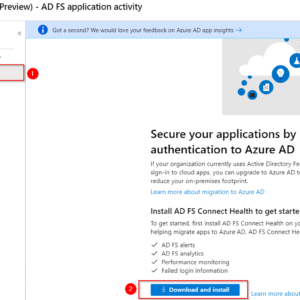 Preview) - AD FS application activity
Got a second? We would love your feedback on Azure AD app insights →
«
1
Secure your applications by
authentication to Azure AD
If your organization currently uses Active Directory Fe
sign-in to cloud apps, you can upgrade to Azure AD to
reduce your on-premises footprint.
Learn more about migration to Azure AD
Install AD FS Connect Health to get starte
To get started, first install AD FS Connect Health on yo
helping migrate apps to Azure AD, AD FS Connect He
✓ AD FS alerts
✓ AD FS analytics
✓ Performance monitoring
✓ Failed login information
2
Download and install
Learn more about